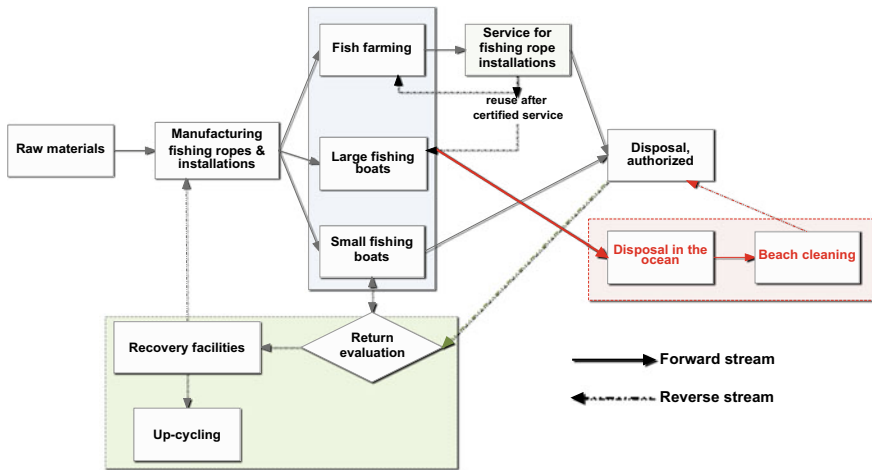 Raw materials
Manufacturing
fishing ropes &
installations
Fish farming
Large fishing
boats
Small fishing
boats
Service for
fishing rope
installations
reuse after
certified service
Disposal,
authorized
Disposal in the
ocean
Beach cleaning
Return
evaluation
Recovery facilities
Up-cycling
Forward stream
Reverse stream